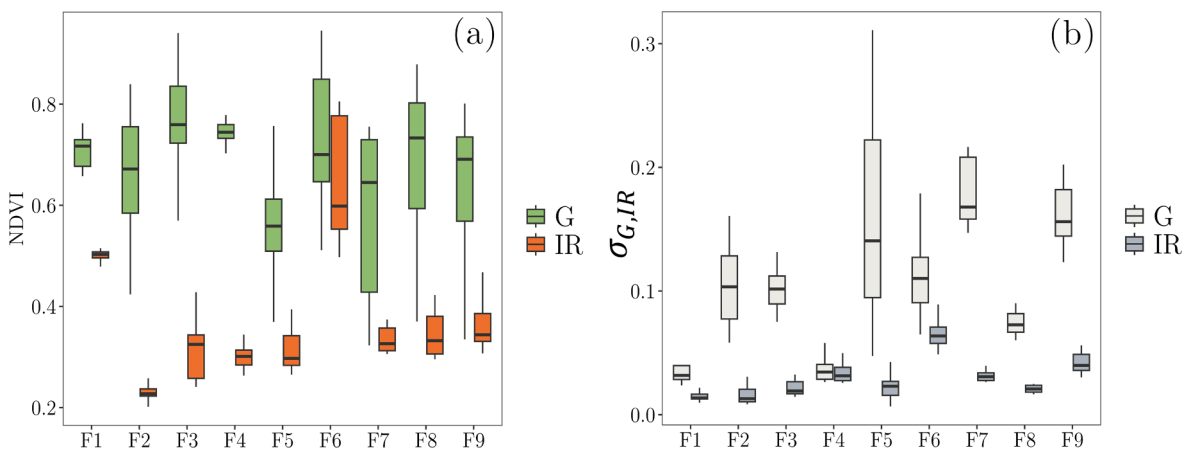 (a)
NDVI
0.8
0.6
0.4
0.2
F1 F2 F3 F4 F5 F6 F7 F8 F9
G
IR
(b)
σG,IR
0.3
0.2
0.1
0.0
F1 F2 F3 F4 F5 F6 F7 F8 F9
G
IR